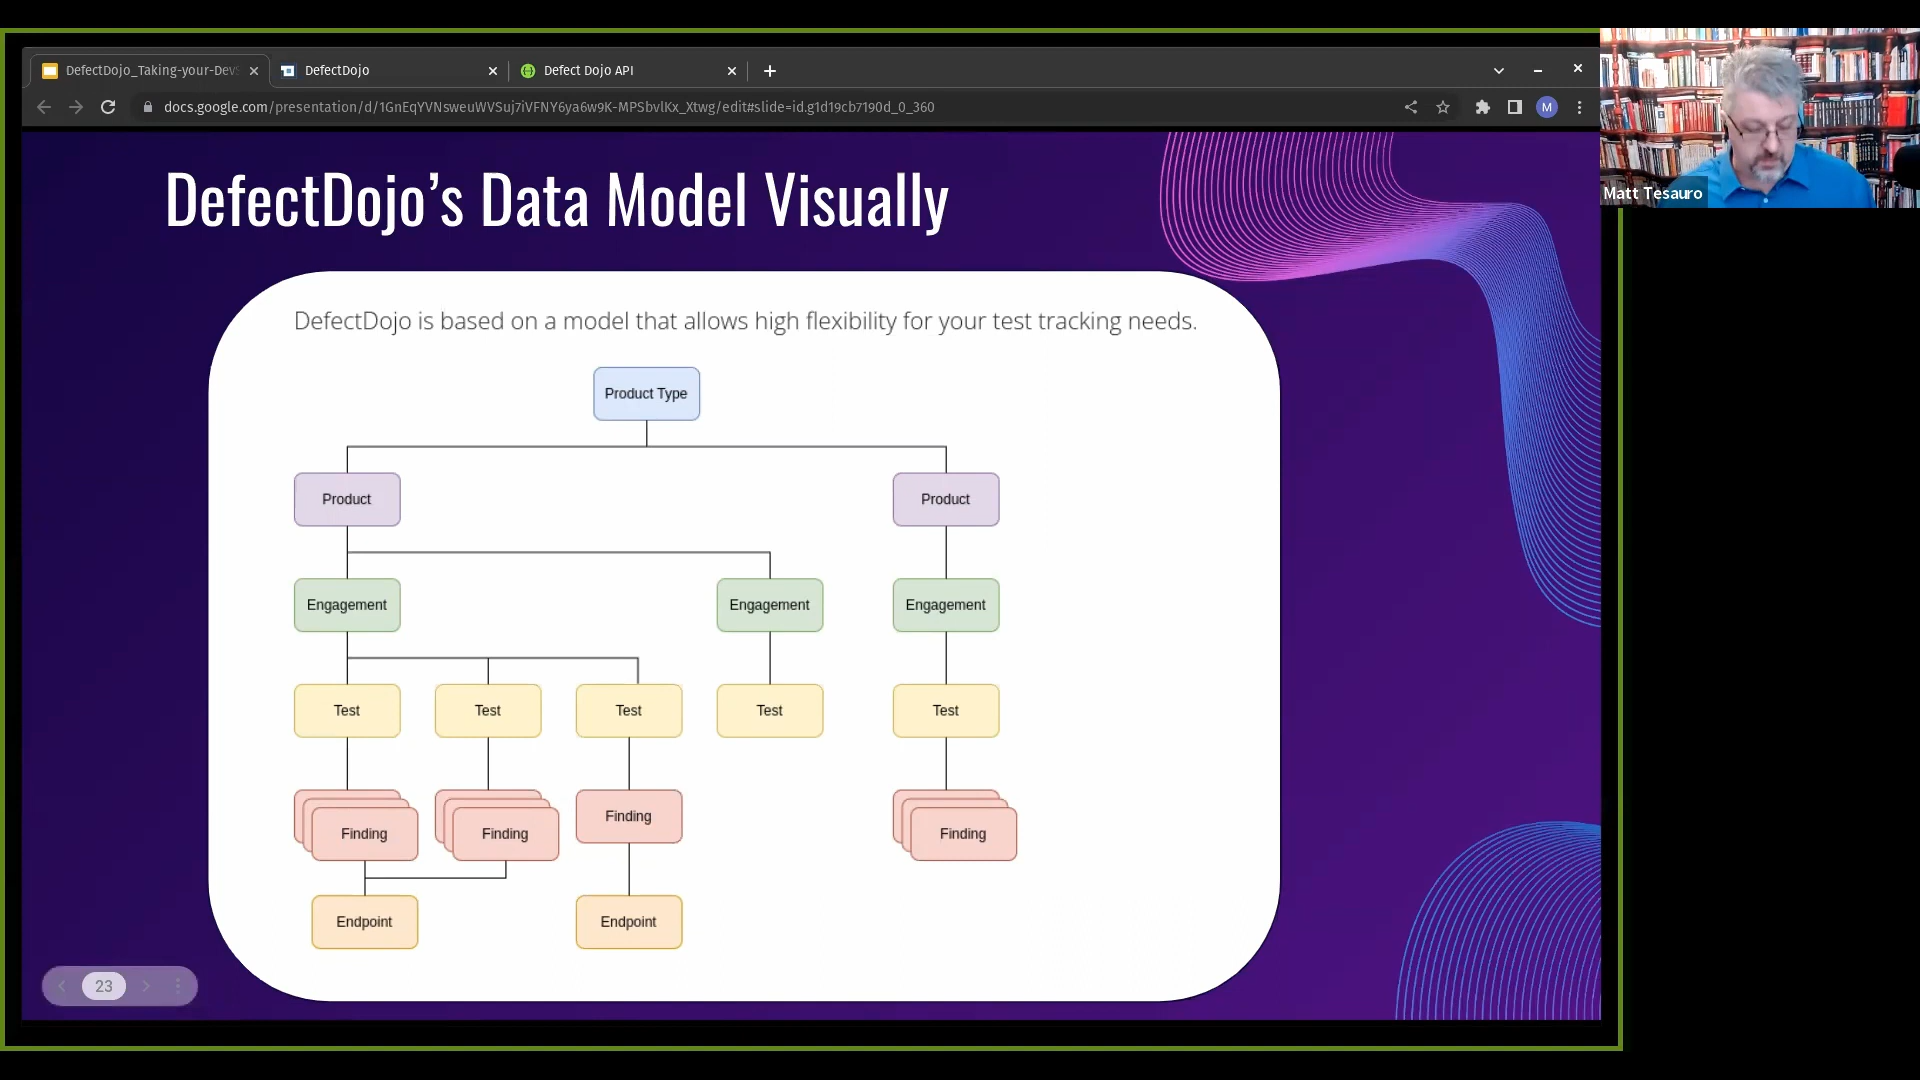 DefectDojo_Taking-your-Dev
DefectDojo
Defect Dojo API
docs.google.com/presentation/d/1GnEqYVNsweuWVSuj7iVFNY6ya6w9K-MPSbvlKx_Xtwg/edit#slide=id.g1d19cb7190d_0_360
M
Matt Tesauro
DefectDojo's Data Model Visually
DefectDojo is based on a model that allows high flexibility for your test tracking needs.
Product Type
Product
Product
Engagement
Engagement
Engagement
Test
Test
Test
Test
Test
Finding
Finding
Finding
Finding
Endpoint
Endpoint
23